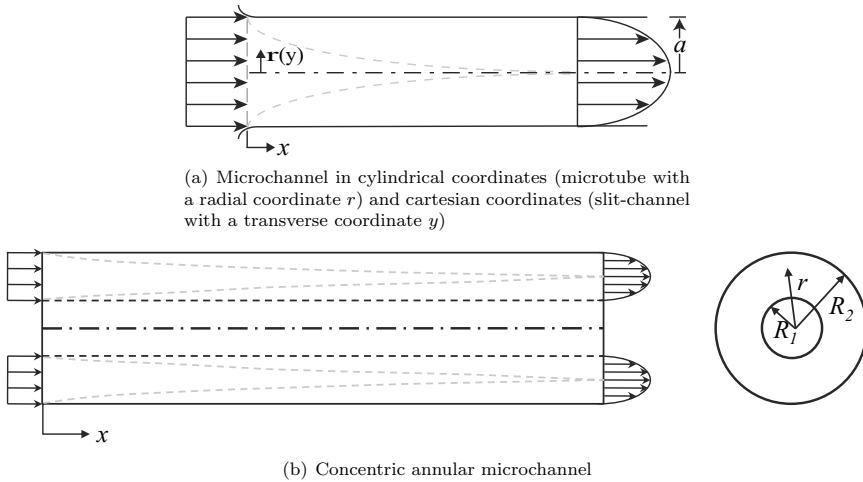 r(y)
a
x
(a) Microchannel in cylindrical coordinates (microtube with
a radial coordinate r) and cartesian coordinates (slit-channel
with a transverse coordinate y)
r
R₂
R₁
x
(b) Concentric annular microchannel